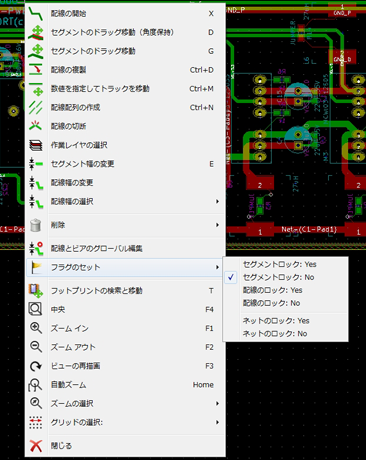 配線の開始 X
セグメントのドラッグ移動（角度保持） D
セグメントのドラッグ移動 G
配線の複製 Ctrl+D
数値を指定してトラックを移動 Ctrl+M
配線配列の作成 Ctrl+N
配線の切断
作業レイヤの選択
セグメント幅の変更 E
配線幅の変更
配線幅の選択
削除
配線とビアのグローバル編集
フラグのセット
フットプリントの検索と移動 T
中央 F4
ズーム イン F1
ズーム アウト F2
ビューの再描画 F3
自動ズーム Home
ズームの選択
グリッドの選択:
閉じる
セグメントロック: Yes
セグメントロック: No
配線のロック: Yes
配線のロック: No
ネットのロック: Yes
ネットのロック: No
GND_P
1
GND_D
L6
2
2
27uH
1
1
Net-(C1-Pad1)